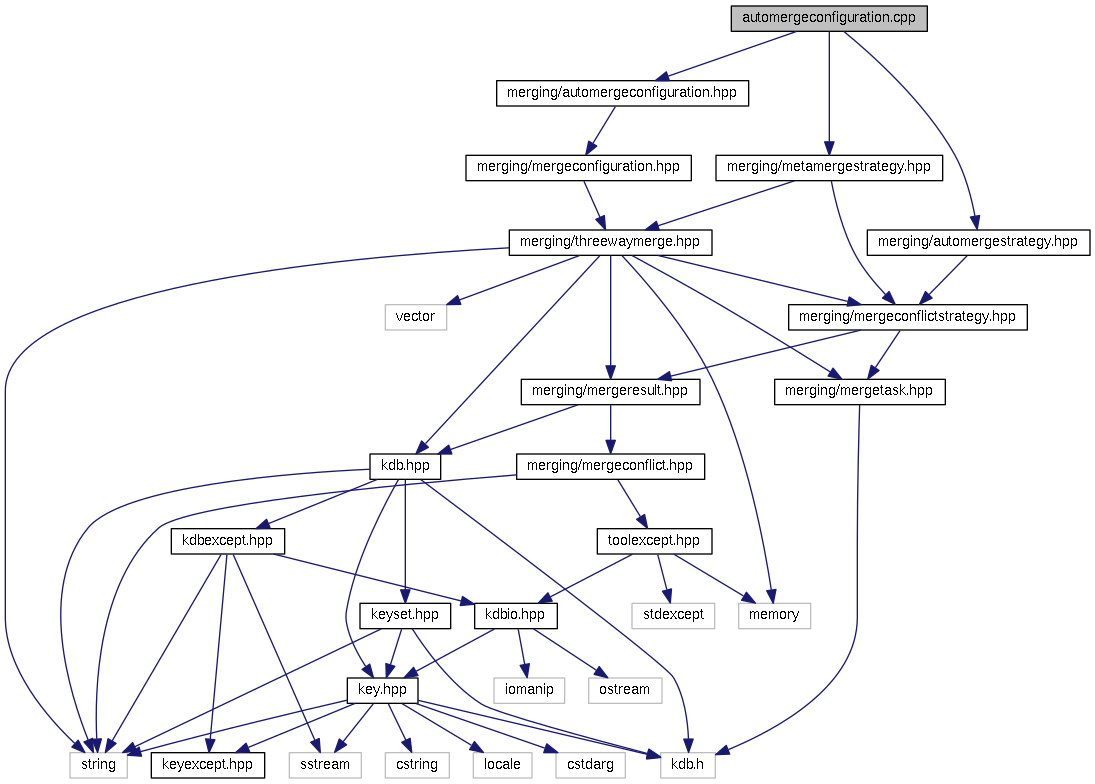 automergeconfiguration.cpp
merging/automergeconfiguration.hpp
merging/mergeconfiguration.hpp
merging/metamergestrategy.hpp
merging/threewaymerge.hpp
merging/automergestrategy.hpp
vector
merging/mergeconflictstrategy.hpp
merging/mergeresult.hpp
merging/mergetask.hpp
kdb.hpp
merging/mergeconflict.hpp
kdbexcept.hpp
toolexcept.hpp
keyset.hpp
kdbio.hpp
stdexcept
memory
key.hpp
iomanip
ostream
string
keyexcept.hpp
sstream
cstring
locale
cstdarg
kdb.h